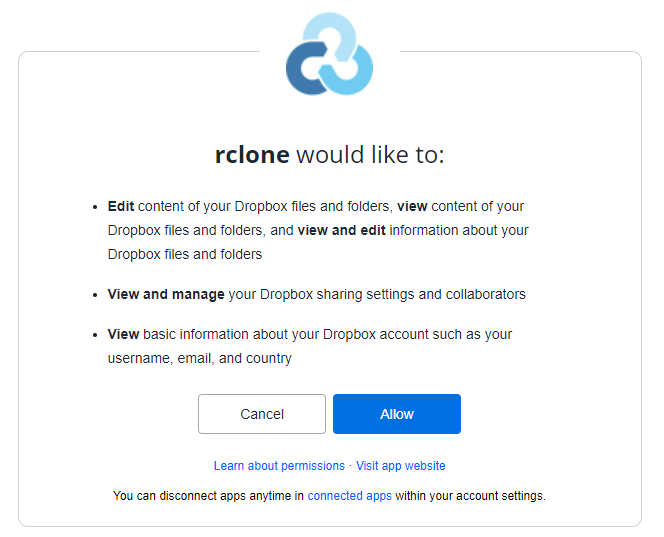 rclone would like to:
• Edit content of your Dropbox files and folders, view content of your
Dropbox files and folders, and view and edit information about your
Dropbox files and folders
• View and manage your Dropbox sharing settings and collaborators
• View basic information about your Dropbox account such as your
username, email, and country
Cancel
Allow
Learn about permissions · Visit app website
You can disconnect apps anytime in connected apps within your account settings.